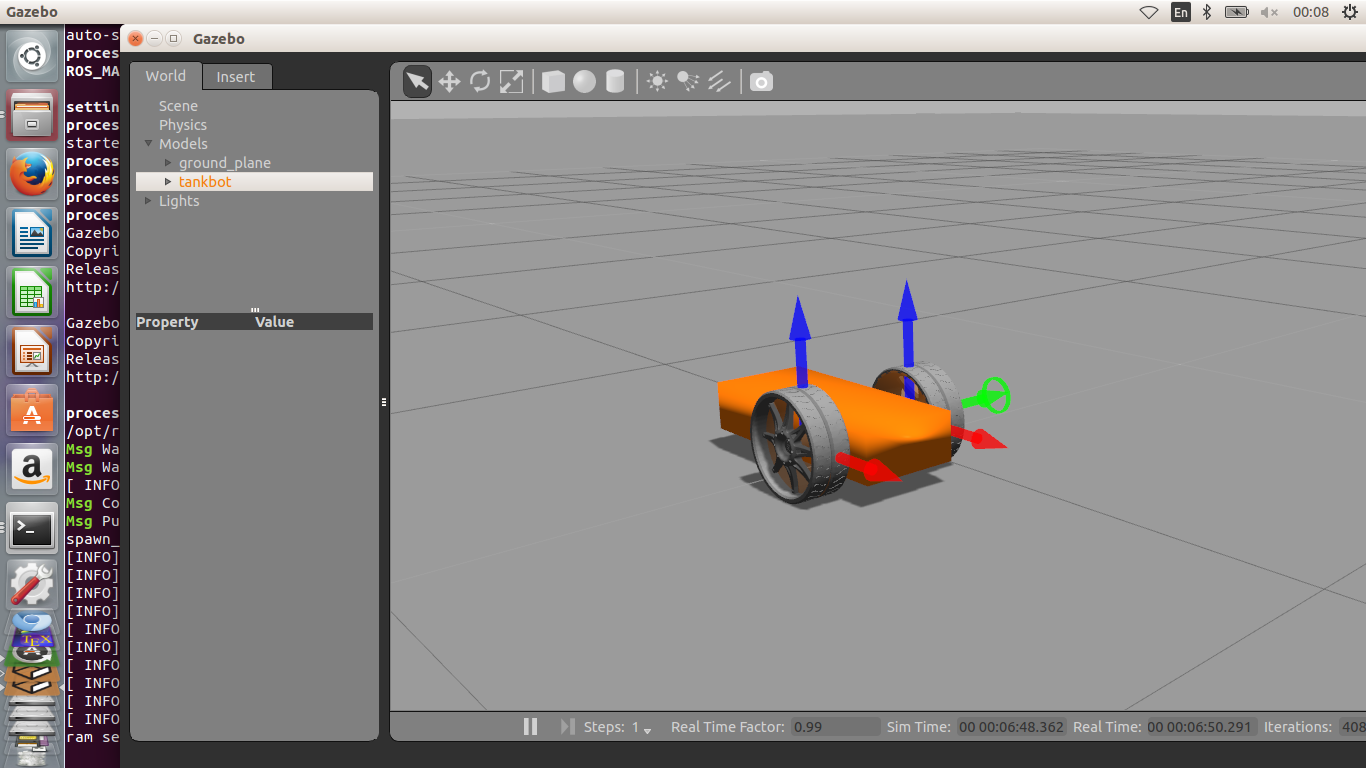 Gazebo
En
00:08
auto-s
proces
ROS_MA
settin
proces
starte
proces
proces
proces
proces
Gazebo
Copyri
Releas
http:/
Gazebo
Copyri
Releas
http:/
proces
/opt/r
Msg Wa
Msg Wa
[ INFO
Msg Co
Msg Pu
spawn_
[INFO]
[INFO]
[INFO]
[INFO]
[ INFO
[INFO]
[ INFO
[ INFO
[ INFO
[ INFO
ram se
Gazebo
World Insert
Scene
Physics
Models
ground_plane
tankbot
Lights
Property Value
Steps: 1 Real Time Factor: 0.99 Sim Time: 00 00:06:48.362 Real Time: 00 00:06:50.291 Iterations: 408